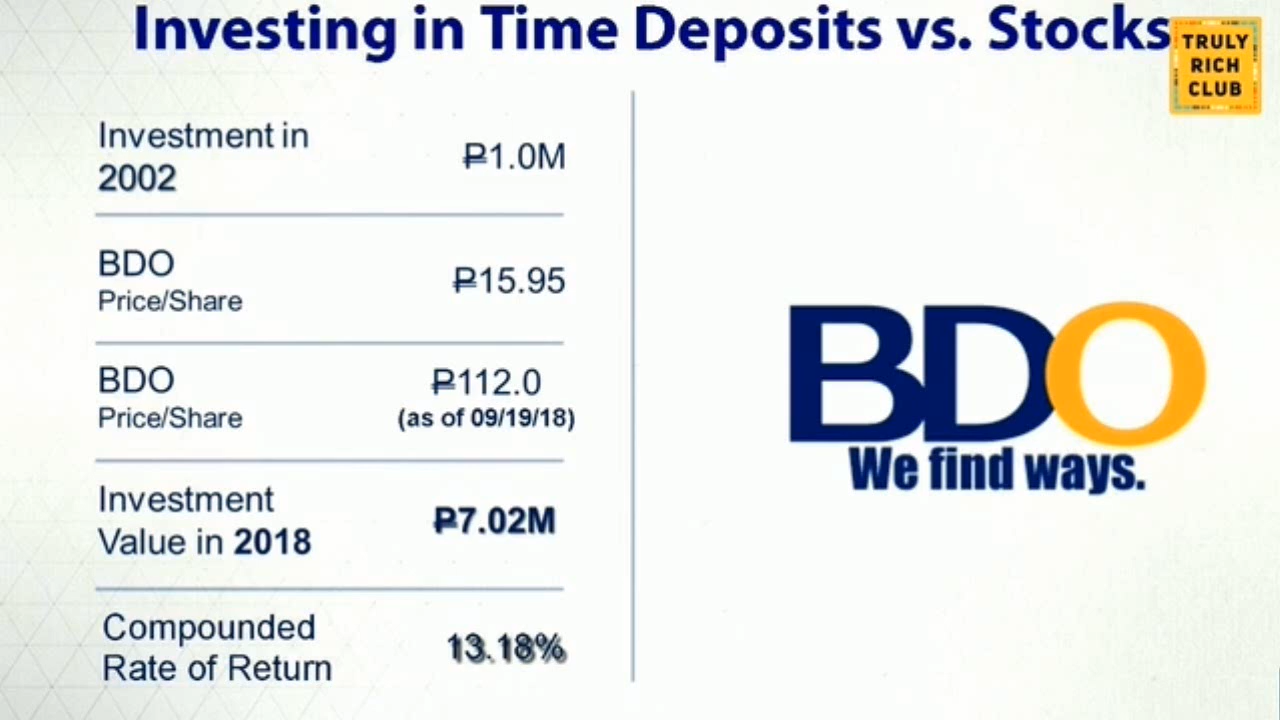 Investing in Time Deposits vs. Stocks
TRULY
RICH
CLUB
Investment in
2002
₱1.0M
BDO
Price/Share
₱15.95
BDO
Price/Share
₱112.0
(as of 09/19/18)
Investment
Value in 2018
₱7.02M
Compounded
Rate of Return
13.18%
BDO
We find ways.